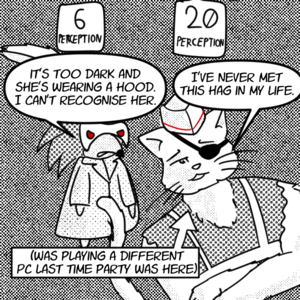 6
PERCEPTION
20
PERCEPTION
IT'S TOO DARK AND
SHE'S WEARING A HOOD.
I CAN'T RECOGNISE HER.
I'VE NEVER MET
THIS HAG IN MY LIFE.
(WAS PLAYING A DIFFERENT
PC LAST TIME PARTY WAS HERE)